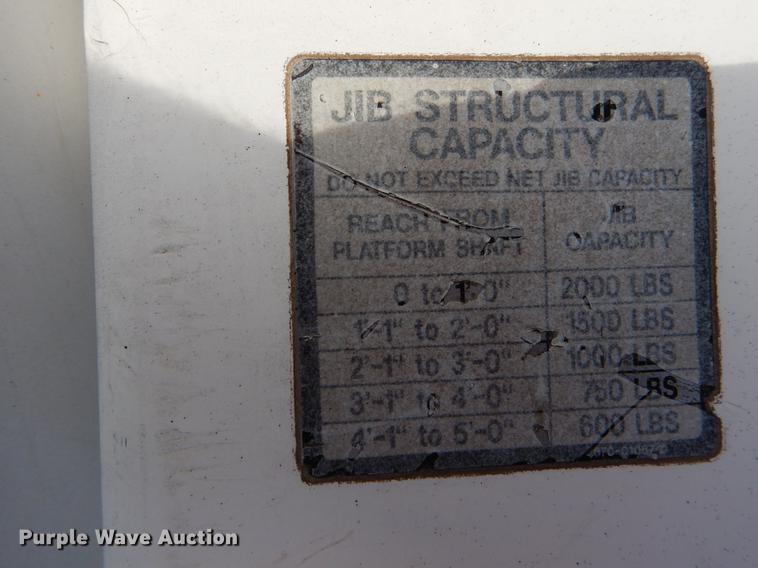 JIB STRUCTURAL
CAPACITY
DO NOT EXCEED NET JIB CAPACITY
REACH FROM
PLATFORM SHAFT
JIB
CAPACITY
0 to 1'-0" 2000 LBS
1'-1" to 2'-0" 1500 LBS
2'-1" to 3'-0" 1000 LBS
3'-1" to 4'-0" 750 LBS
4'-1" to 5'-0" 600 LBS
Purple Wave Auction